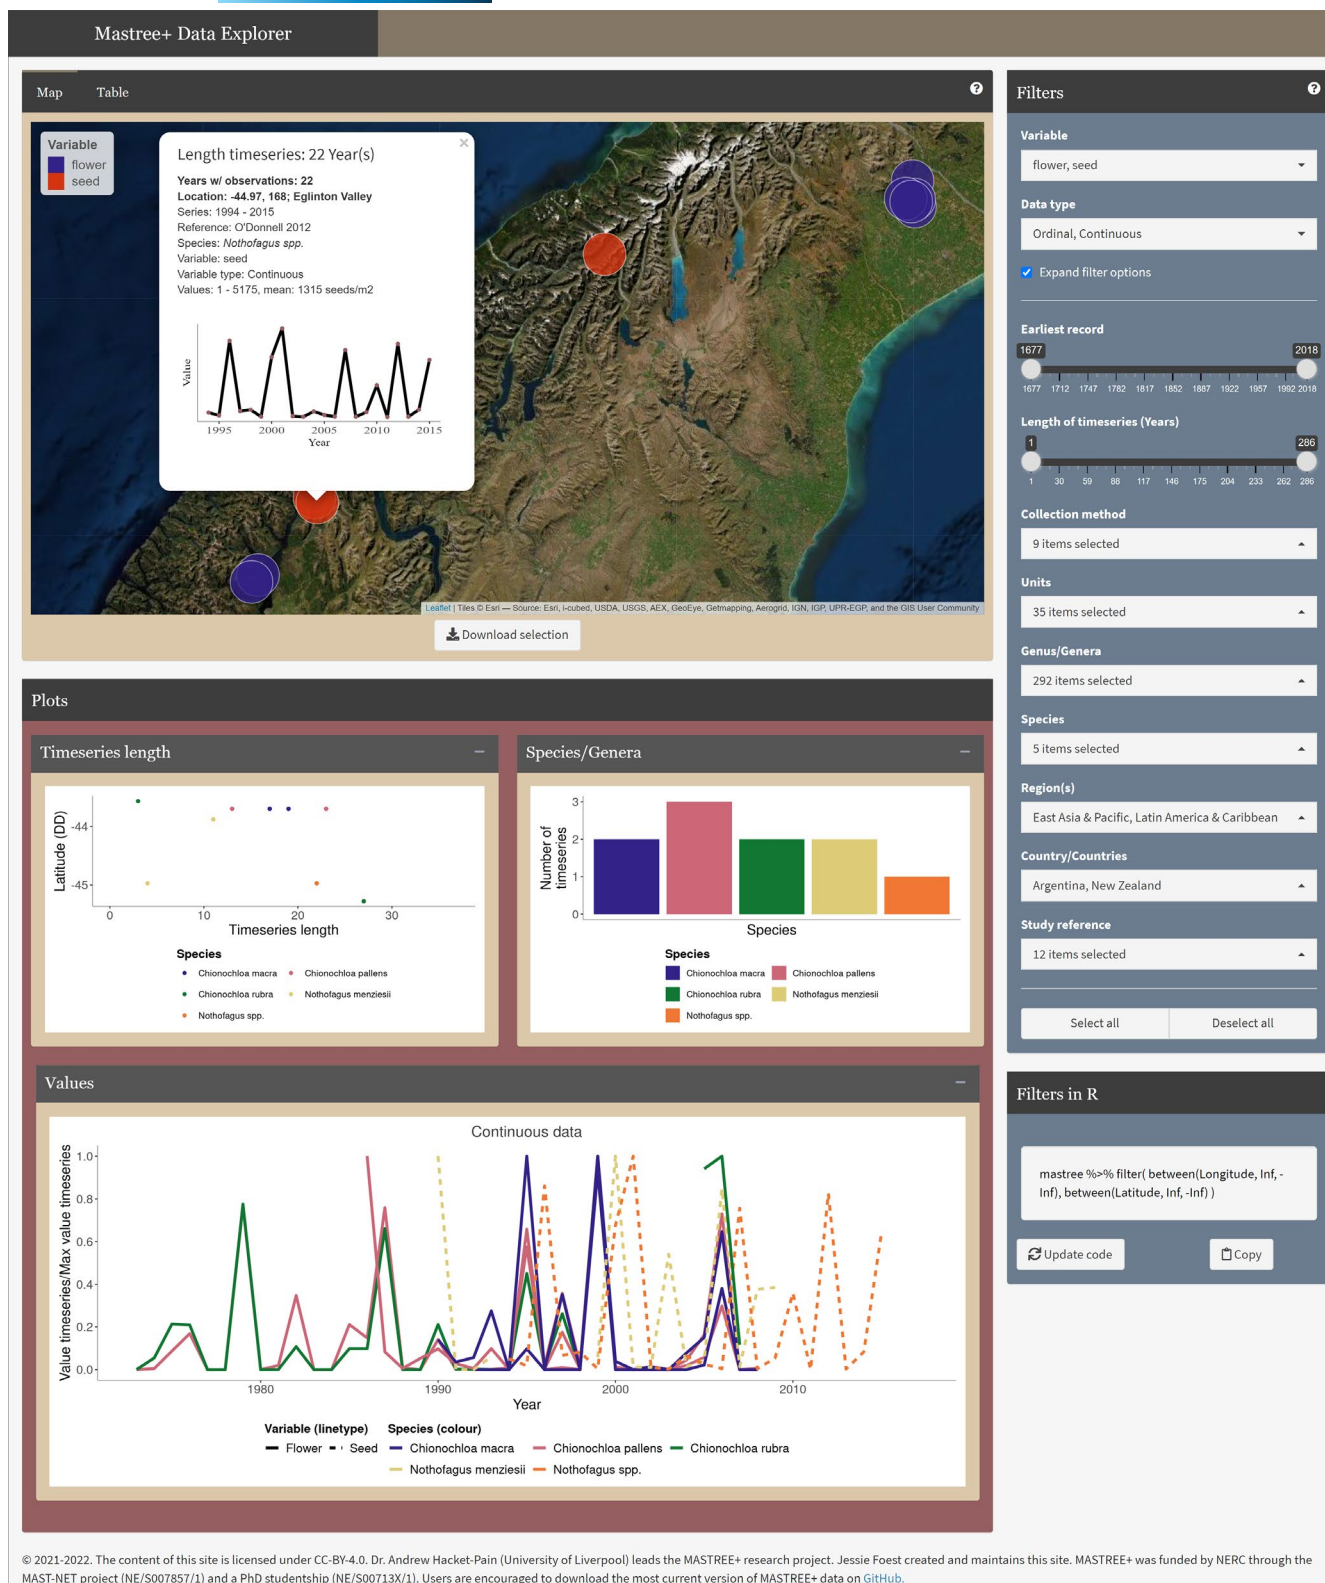 Mastree+ Data Explorer
Map Table
Variable
flower
seed
Length timeseries: 22 Year(s)
Years w/ observations: 22
Location: -44.97, 168; Eglinton Valley
Series: 1994 - 2015
Reference: O'Donnell 2012
Species: Nothofagus spp.
Variable: seed
Variable type: Continuous
Values: 1 - 5175, mean: 1315 seeds/m2
Value
1995 2000 2005 2010 2015
Year
Leaflet | Tiles © Esri — Source: Esri, i-cubed, USDA, USGS, AEX, GeoEye, Getmapping, Aerogrid, IGN, IGP, UPR-EGP, and the GIS User Community
Download selection
Plots
Timeseries length
Latitude (DD)
-44
-45
0 10 20 30
Timeseries length
Species
Chionochloa macra Chionochloa pallens
Chionochloa rubra Nothofagus menziesii
Nothofagus spp.
Species/Genera
Number of
timeseries
3
2
1
0
Species
Species
Chionochloa macra Chionochloa pallens
Chionochloa rubra Nothofagus menziesii
Nothofagus spp.
Values
Continuous data
Value timeseries/Max value timeseries
1.0
0.8
0.6
0.4
0.2
0.0
1980 1990 2000 2010
Year
Variable (linetype) Species (colour)
Flower Seed Chionochloa macra Chionochloa pallens Chionochloa rubra
Nothofagus menziesii Nothofagus spp.
Filters
Variable
flower, seed
Data type
Ordinal, Continuous
Expand filter options
Earliest record
1677 2018
1677 1712 1747 1782 1817 1852 1887 1922 1957 1992 2018
Length of timeseries (Years)
1 286
1 30 59 88 117 146 175 204 233 262 286
Collection method
9 items selected
Units
35 items selected
Genus/Genera
292 items selected
Species
5 items selected
Region(s)
East Asia & Pacific, Latin America & Caribbean
Country/Countries
Argentina, New Zealand
Study reference
12 items selected
Select all Deselect all
Filters in R
mastree %>% filter( between(Longitude, Inf, -
Inf), between(Latitude, Inf, -Inf) )
Update code Copy
© 2021-2022. The content of this site is licensed under CC-BY-4.0. Dr. Andrew Hacket-Pain (University of Liverpool) leads the MASTREE+ research project. Jessie Foest created and maintains this site. MASTREE+ was funded by NERC through the
MAST-NET project (NE/S007857/1) and a PhD studentship (NE/S00713X/1). Users are encouraged to download the most current version of MASTREE+ data on GitHub.